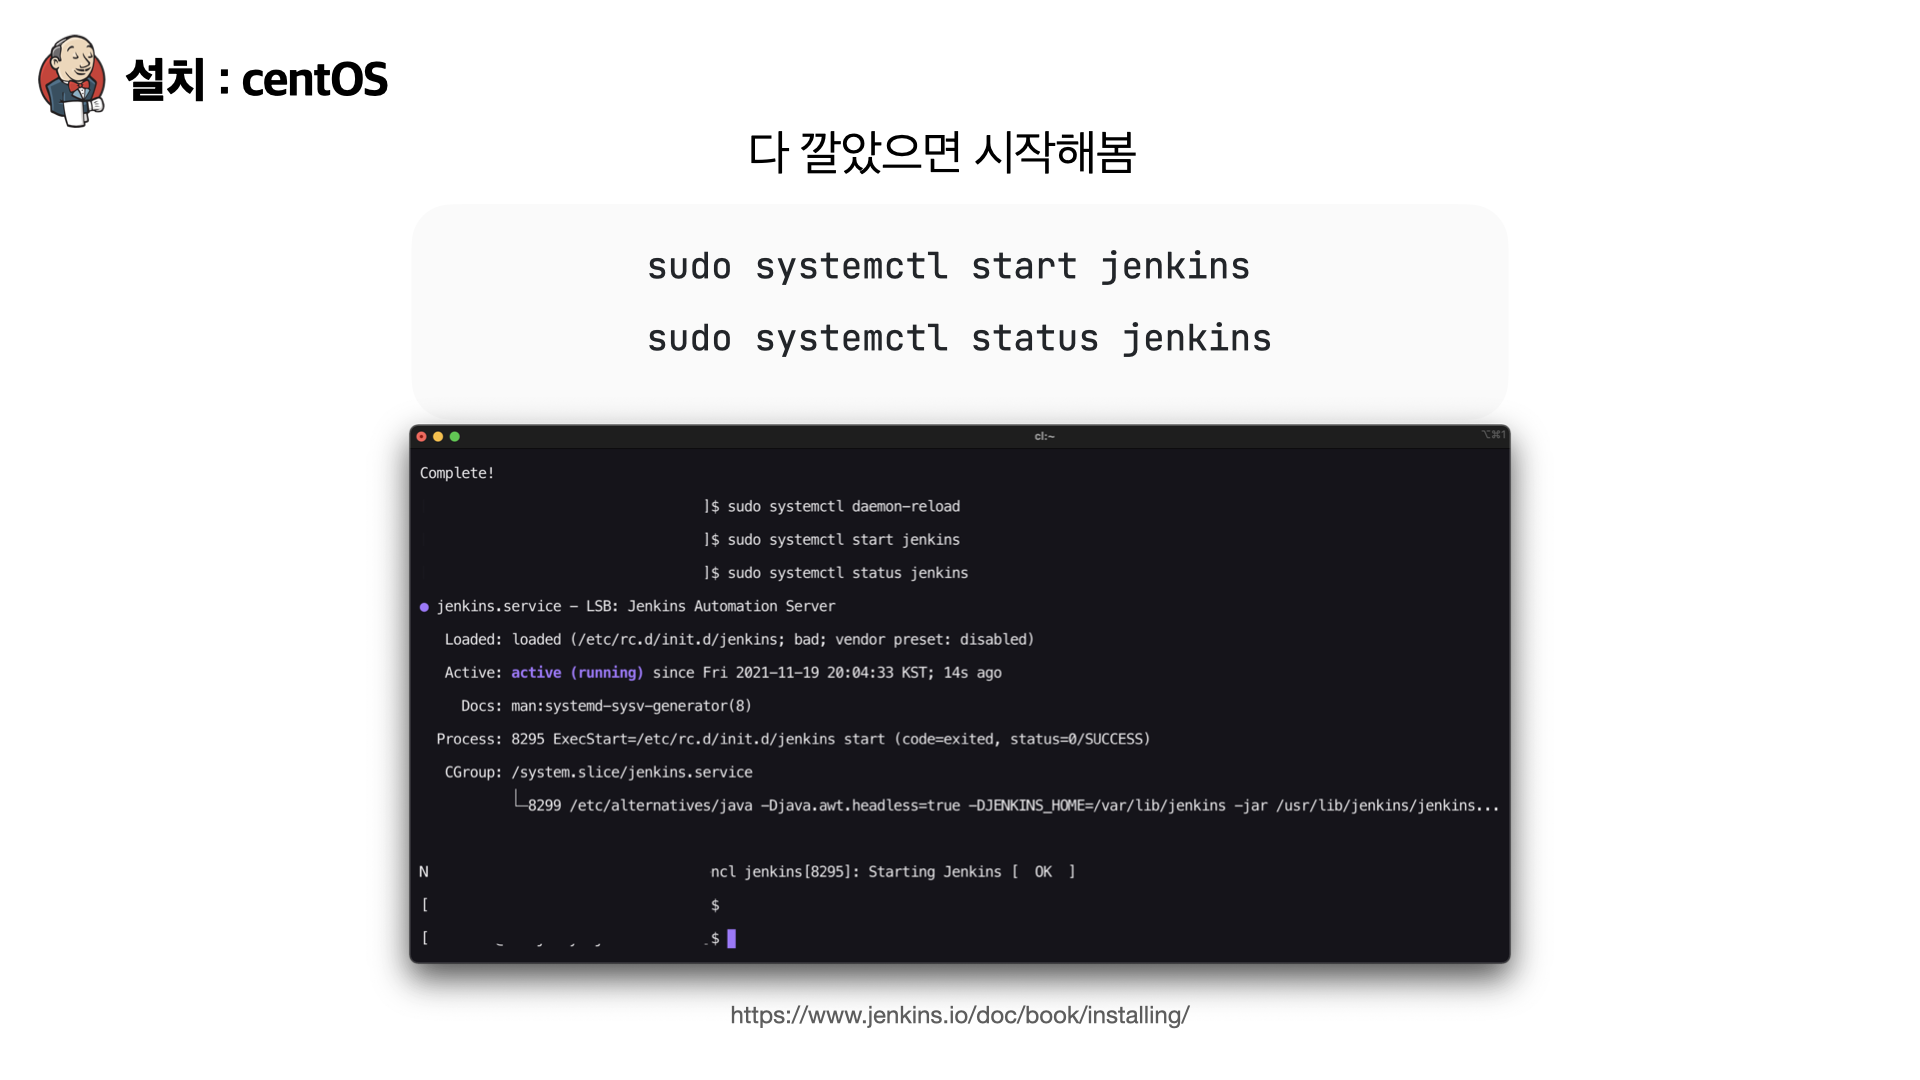 설치 : centOS
다 깔았으면 시작해봄
sudo systemctl start jenkins
sudo systemctl status jenkins
cl:~
⌥⌘1
Complete!
]$ sudo systemctl daemon-reload
]$ sudo systemctl start jenkins
]$ sudo systemctl status jenkins
● jenkins.service - LSB: Jenkins Automation Server
Loaded: loaded (/etc/rc.d/init.d/jenkins; bad; vendor preset: disabled)
Active: active (running) since Fri 2021-11-19 20:04:33 KST; 14s ago
Docs: man:systemd-sysv-generator(8)
Process: 8295 ExecStart=/etc/rc.d/init.d/jenkins start (code=exited, status=0/SUCCESS)
CGroup: /system.slice/jenkins.service
└─8299 /etc/alternatives/java -Djava.awt.headless=true -DJENKINS_HOME=/var/lib/jenkins -jar /usr/lib/jenkins/jenkins...
N ncl jenkins[8295]: Starting Jenkins [ OK ]
[ $
[ $
https://www.jenkins.io/doc/book/installing/